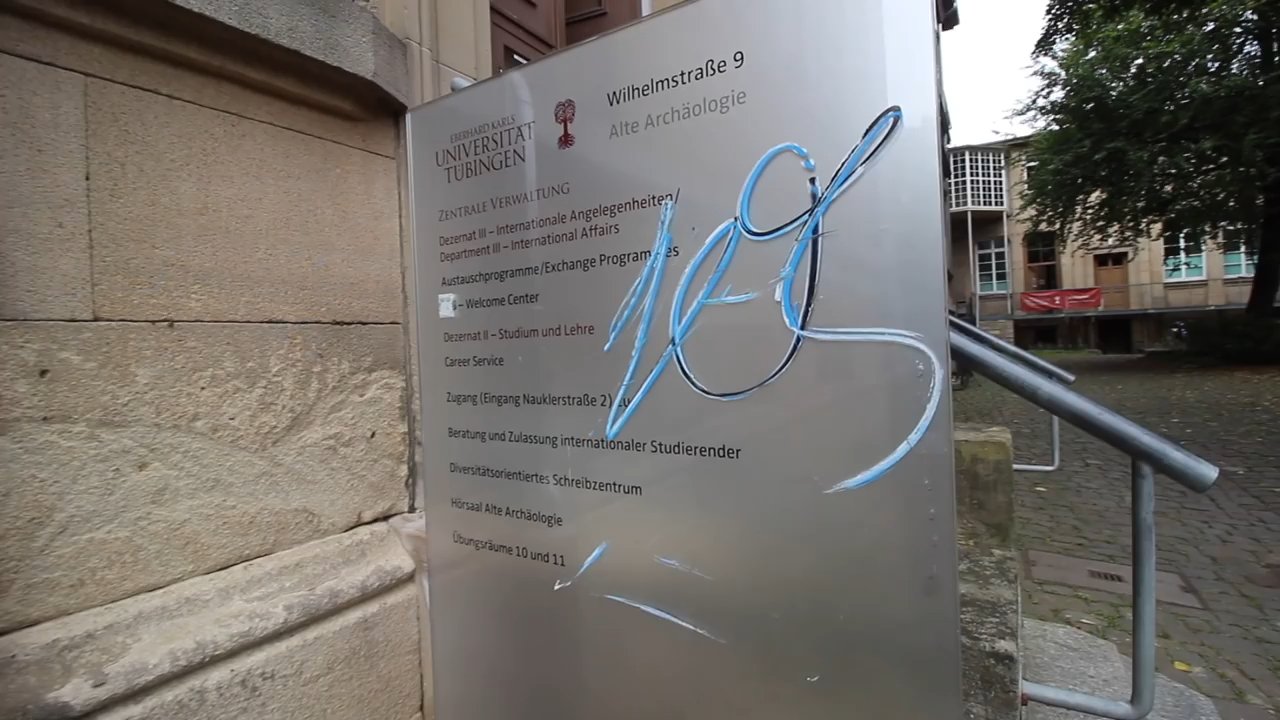 EBERHARD KARLS
UNIVERSITÄT
TÜBINGEN
Wilhelmstraße 9
Alte Archäologie
ZENTRALE VERWALTUNG
Dezernat III – Internationale Angelegenheiten/
Department III – International Affairs
Austauschprogramme/Exchange Programmes
– Welcome Center
Dezernat II – Studium und Lehre
Career Service
Zugang (Eingang Nauklerstraße 2) zu
Beratung und Zulassung internationaler Studierender
Diversitätsorientiertes Schreibzentrum
Hörsaal Alte Archäologie
Übungsräume 10 und 11